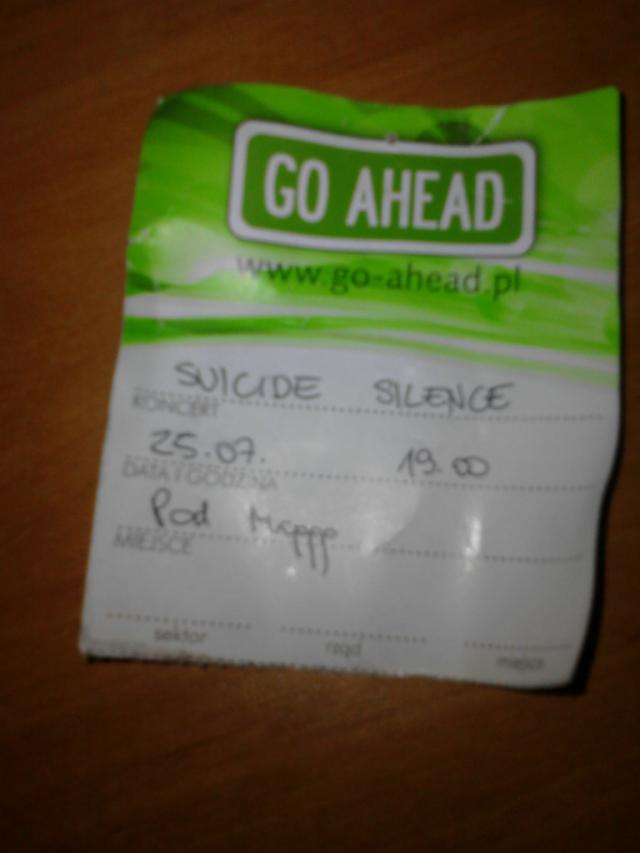 GO AHEAD
www.go-ahead.pl
SUICIDE SILENCE
KONCERT
25.07. 19.00
DATA I GODZINA
Pod
MIEJSCE
sektor rząd miejsce